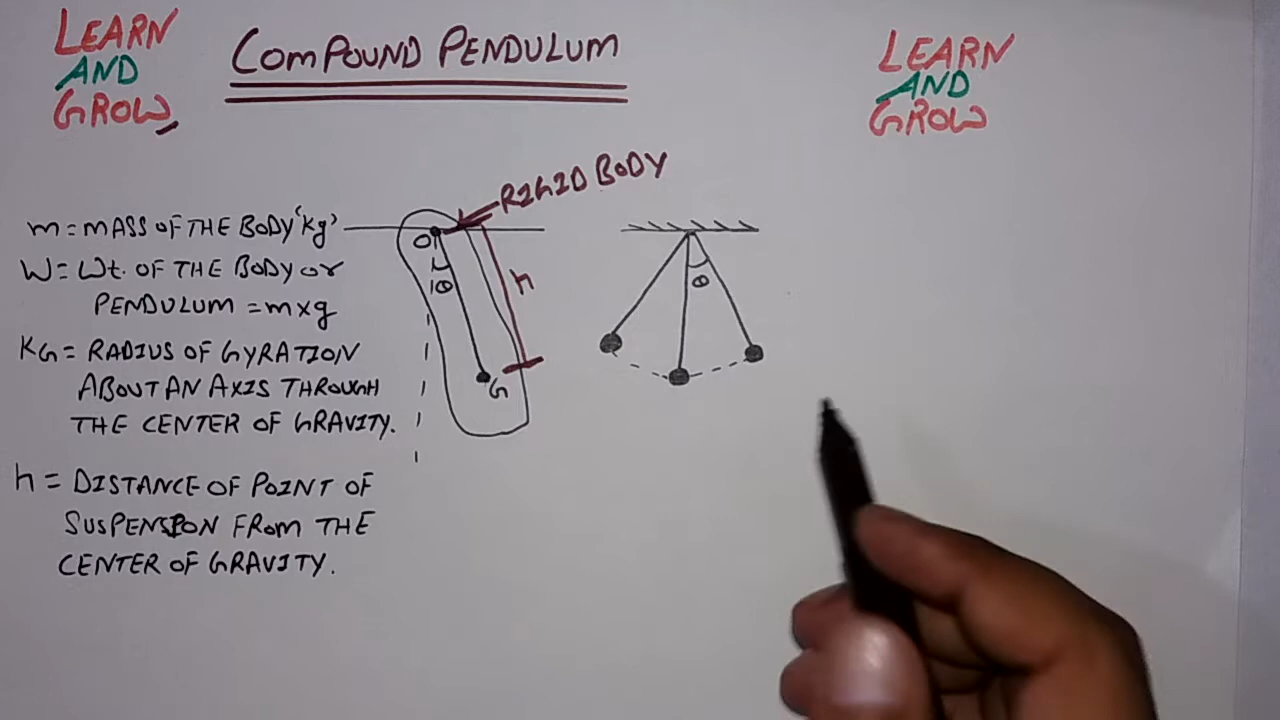 LEARN
AND
GROW
COMPOUND PENDULUM
LEARN
AND
GROW
RIGID BODY
m = MASS OF THE BODY 'Kg'
W = Wt. OF THE BODY or
PENDULUM = m×g
KG = RADIUS OF GYRATION
ABOUT AN AXIS THROUGH
THE CENTER OF GRAVITY.
h = DISTANCE OF POINT OF
SUSPENSION FROM THE
CENTER OF GRAVITY.
O
θ
h
G
θ